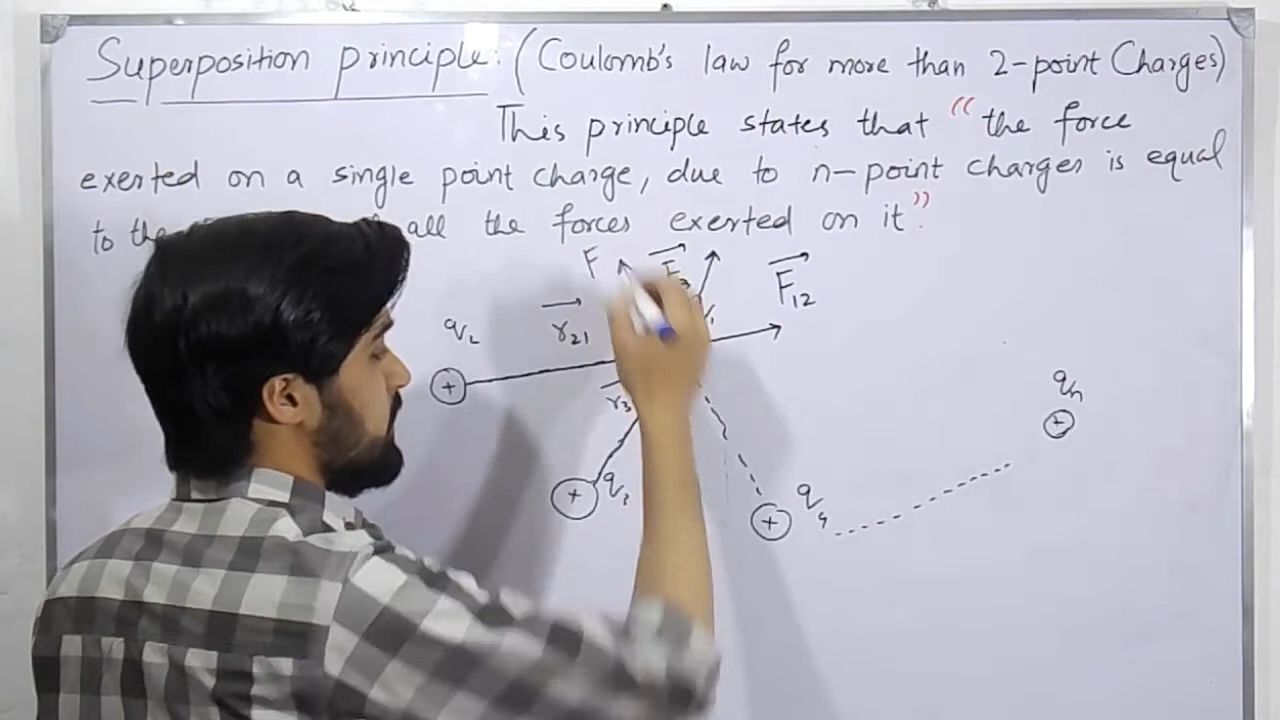 Superposition principle: (Coulomb's law for more than 2-point Charges)
This principle states that “the force
exerted on a single point charge, due to n-point charges is equal
to the all the forces exerted on it”.
F
F₁₂
r₂₁
q₂
q₃
q₄
qₙ
+
+
+
+